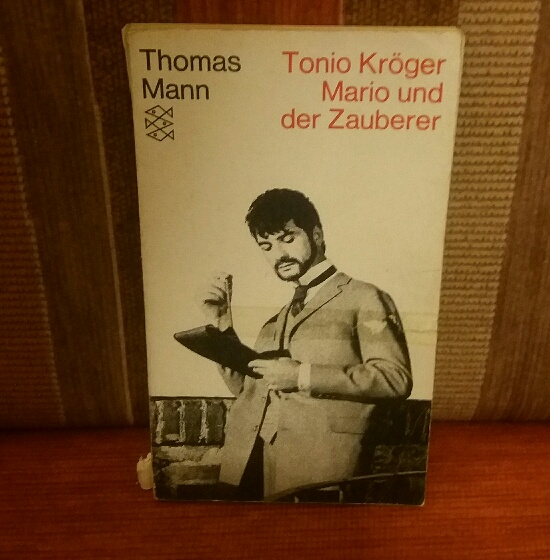 Thomas
Mann
Tonio Kröger
Mario und
der Zauberer